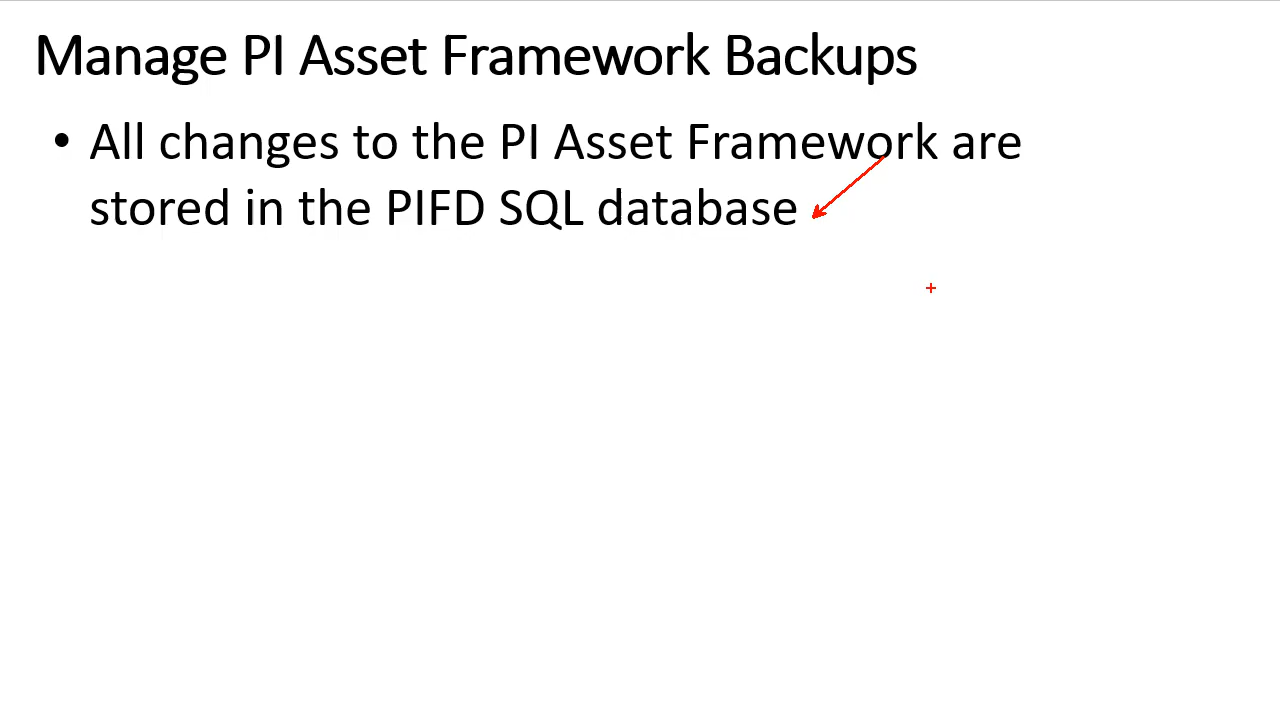 Manage PI Asset Framework Backups
• All changes to the PI Asset Framework are
stored in the PIFD SQL database